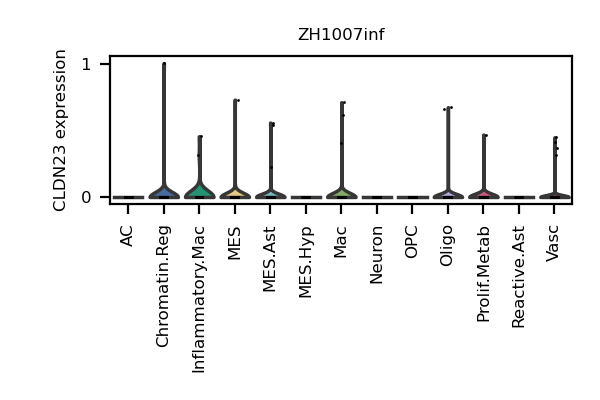 ZH1007inf
CLDN23 expression
1
0
AC
Chromatin.Reg
Inflammatory.Mac
MES
MES.Ast
MES.Hyp
Mac
Neuron
OPC
Oligo
Prolif.Metab
Reactive.Ast
Vasc